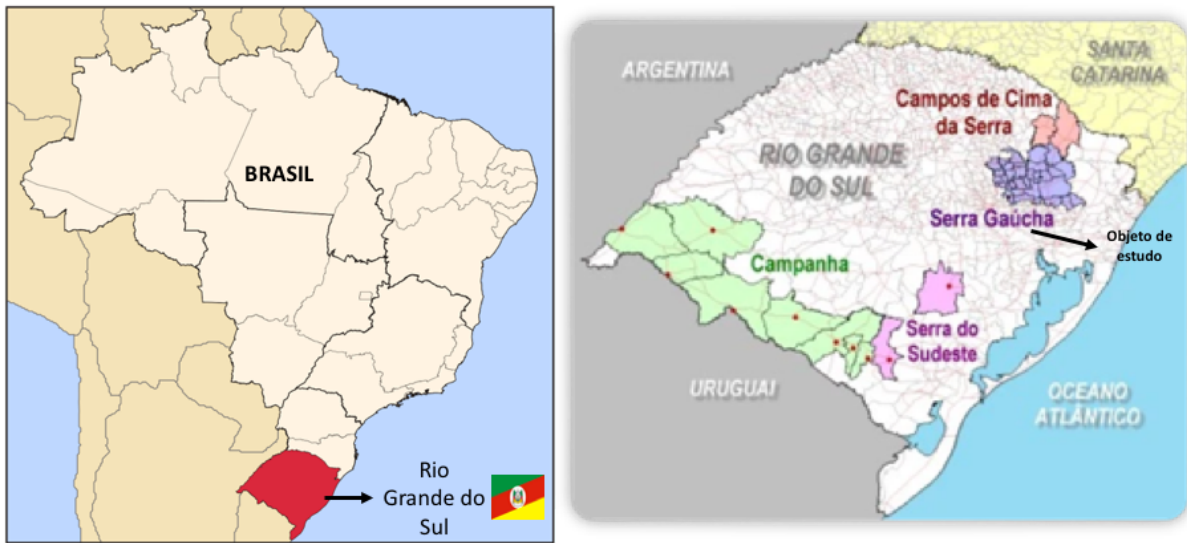 BRASIL
Rio
Grande do
Sul
ARGENTINA
SANTA
CATARINA
Campos de Cima
da Serra
RIO GRANDE
DO SUL
Serra Gaúcha
Objeto de
estudo
Campanha
Serra do
Sudeste
URUGUAI
OCEANO
ATLÂNTICO